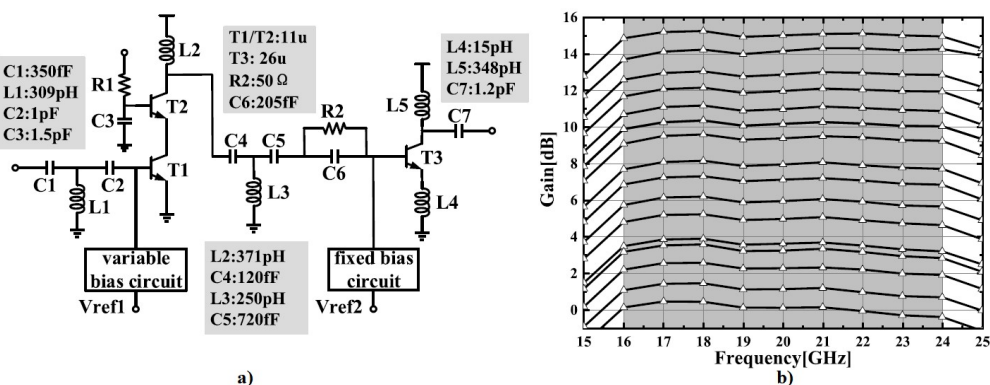 L2
R1
T2
C3
T1
C1
C2
L1
C1:350fF
L1:309pH
C2:1pF
C3:1.5pF
T1/T2:11u
T3: 26u
R2:50 Ω
C6:205fF
L4:15pH
L5:348pH
C7:1.2pF
L5
C7
R2
C4
C5
C6
T3
L3
L4
variable
bias circuit
Vref1
L2:371pH
C4:120fF
L3:250pH
C5:720fF
fixed bias
circuit
Vref2
a)
Gain[dB]
16
14
12
10
8
6
4
2
0
15 16 17 18 19 20 21 22 23 24 25
Frequency[GHz]
b)